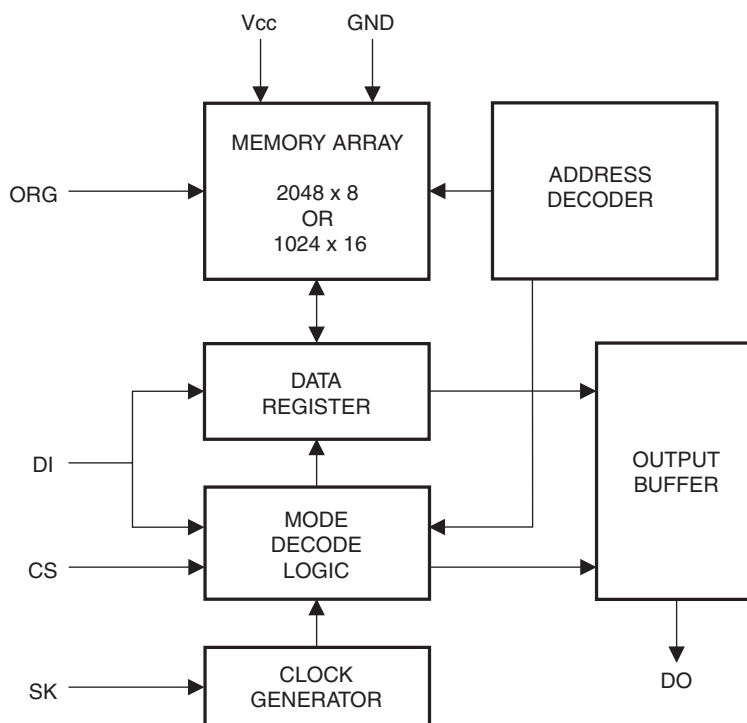 Vcc
GND
MEMORY ARRAY
2048 x 8
OR
1024 x 16
ADDRESS
DECODER
ORG
DATA
REGISTER
DI
OUTPUT
BUFFER
MODE
DECODE
LOGIC
CS
CLOCK
GENERATOR
SK
DO